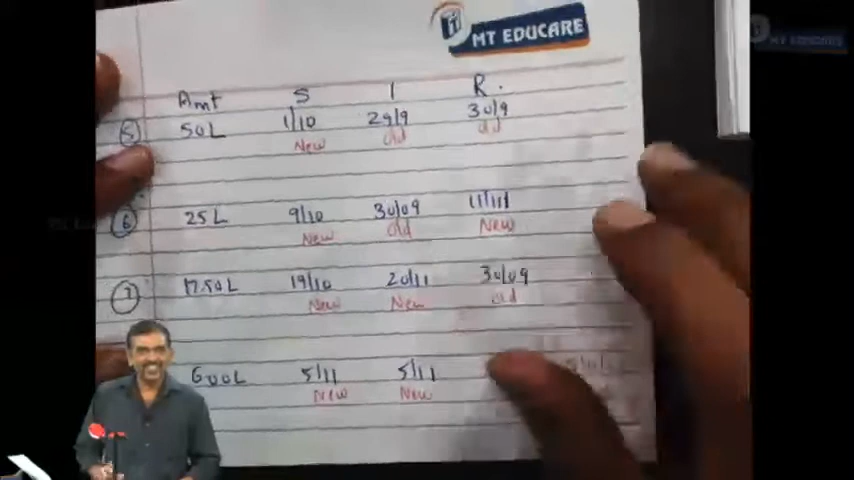 MT EDUCARE
Amt S I R.
5 50L 1/10 29/9 30/9
New old old
6 25L 9/10 30/09 11/11
New old New
7 17.50L 19/10 20/11 30/09
New New old
600L 5/11 5/11
New New